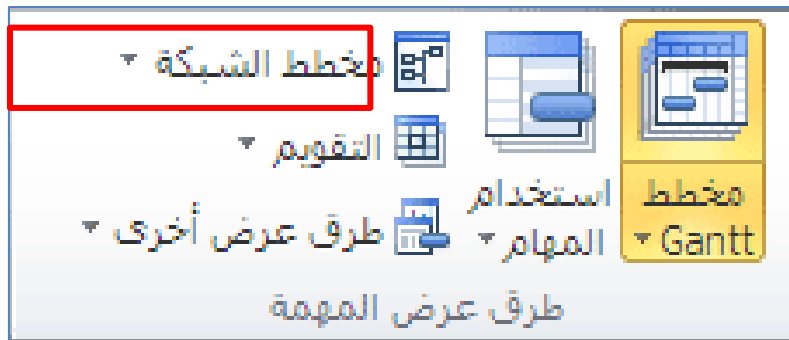 مخطط
Gantt
استخدام
المهام
مخطط الشبكة
التقويم
طرق عرض أخرى
طرق عرض المهمة